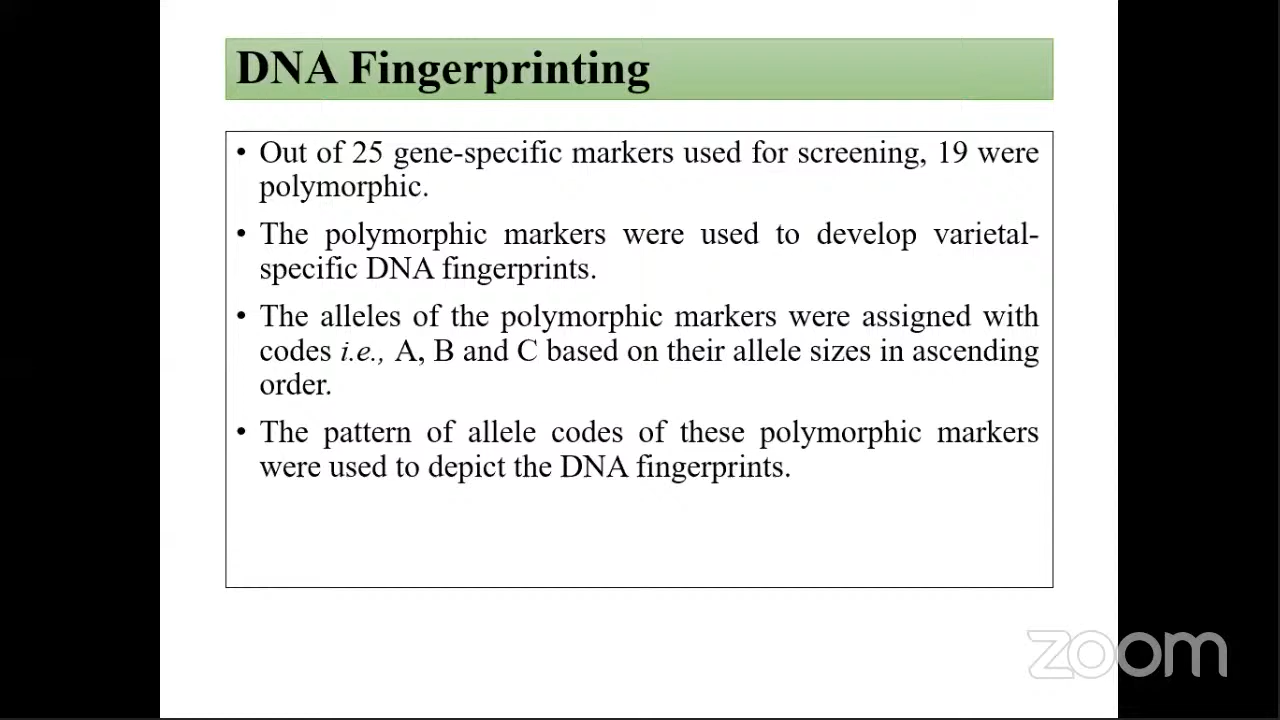 DNA Fingerprinting
• Out of 25 gene-specific markers used for screening, 19 were
polymorphic.
• The polymorphic markers were used to develop varietal-
specific DNA fingerprints.
• The alleles of the polymorphic markers were assigned with
codes i.e., A, B and C based on their allele sizes in ascending
order.
• The pattern of allele codes of these polymorphic markers
were used to depict the DNA fingerprints.
zoom